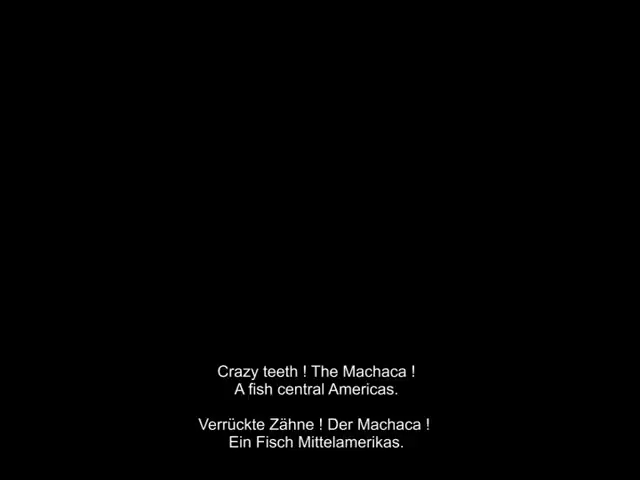 Crazy teeth ! The Machaca !
A fish central Americas.
Verrückte Zähne ! Der Machaca !
Ein Fisch Mittelamerikas.